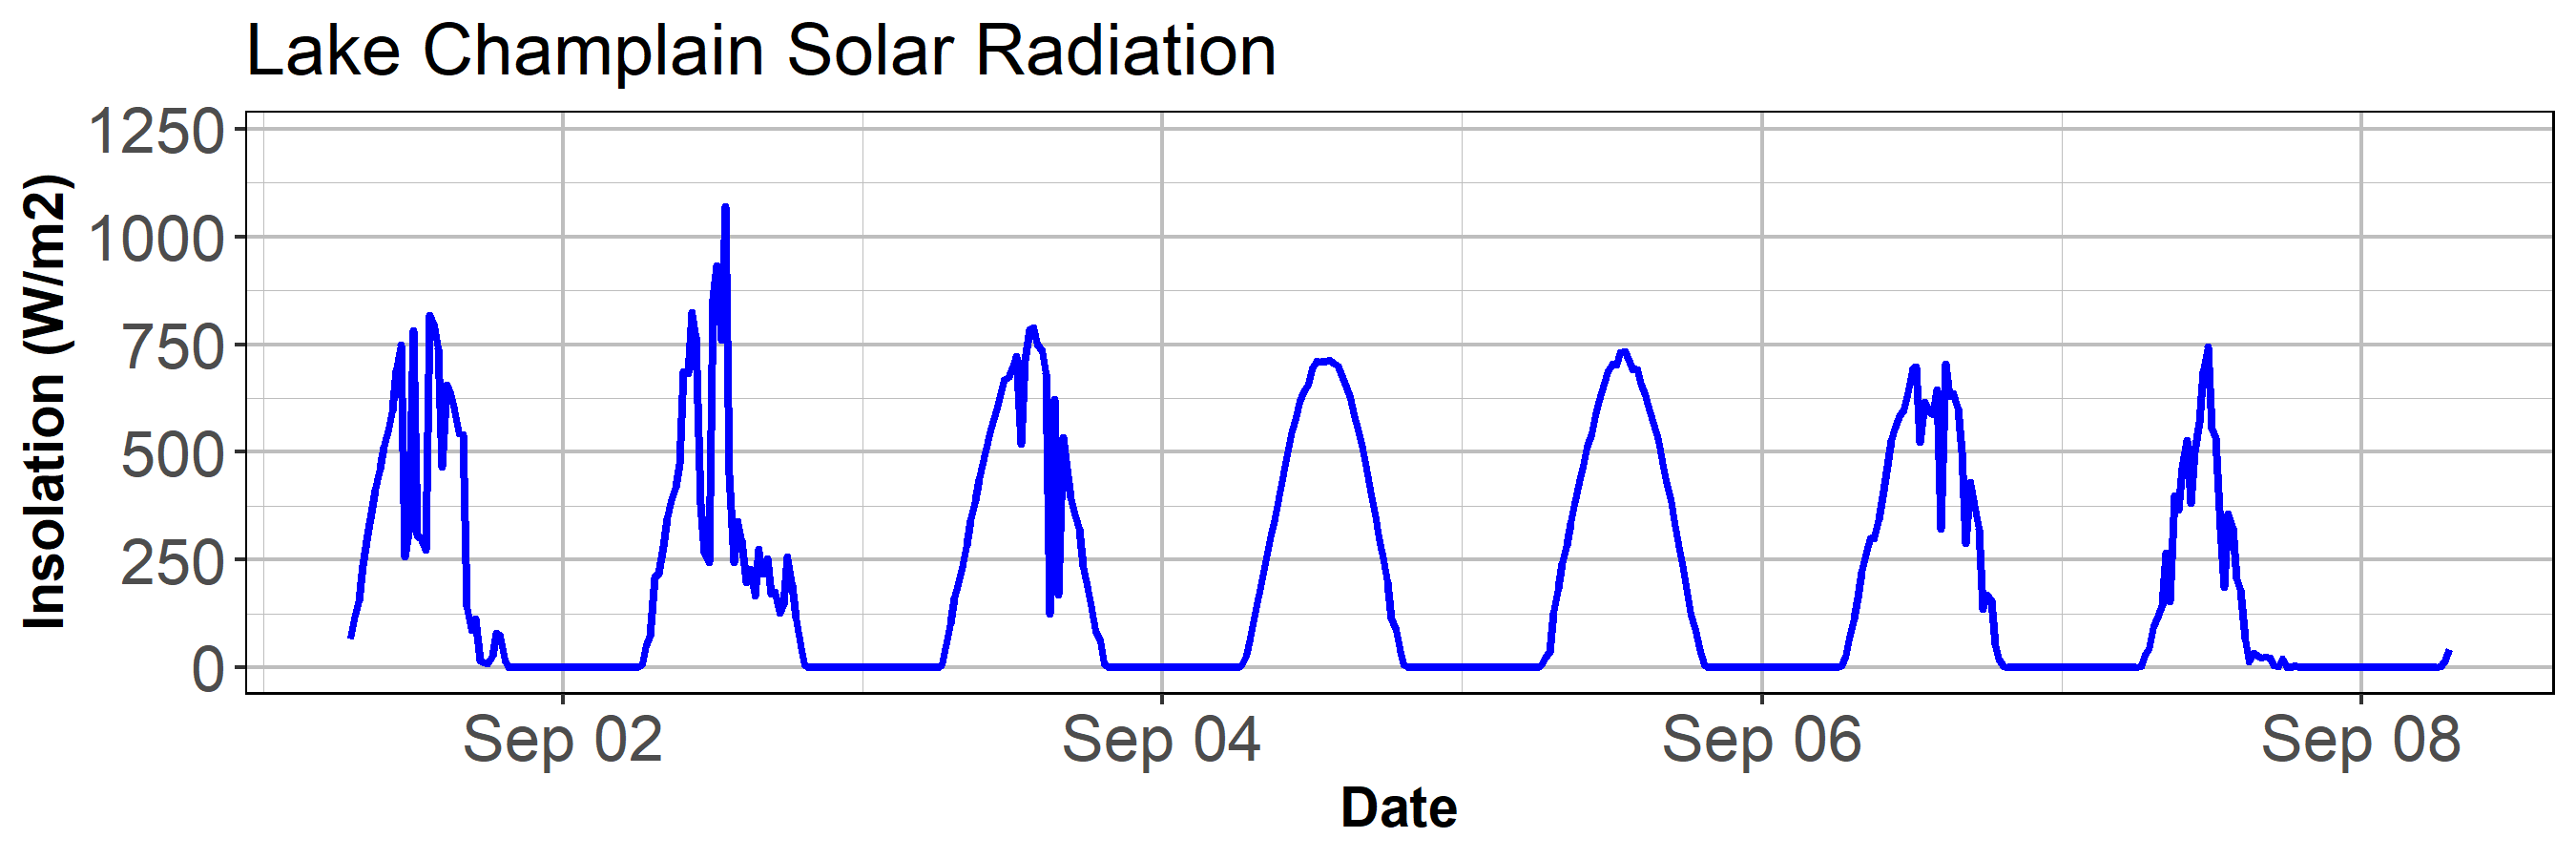 Lake Champlain Solar Radiation
1250
1000
750
500
250
0
Insolation (W/m2)
Sep 02
Sep 04
Sep 06
Sep 08
Date